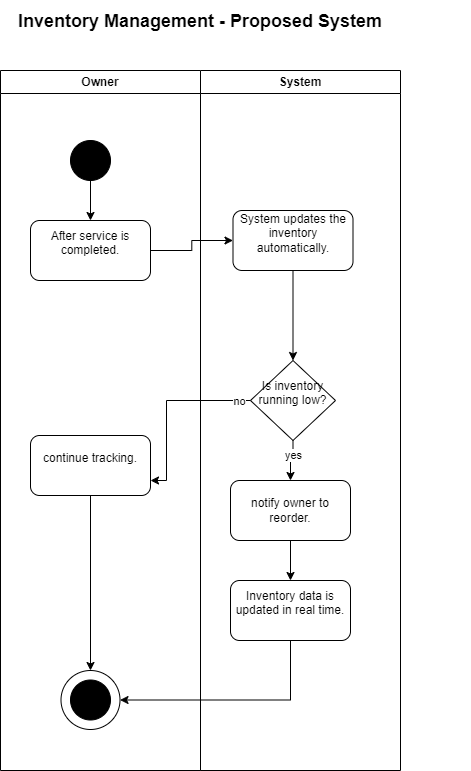 Inventory Management - Proposed System
Owner
System
After service is
completed.
System updates the
inventory
automatically.
Is inventory
running low?
no
continue tracking.
yes
notify owner to
reorder.
Inventory data is
updated in real time.